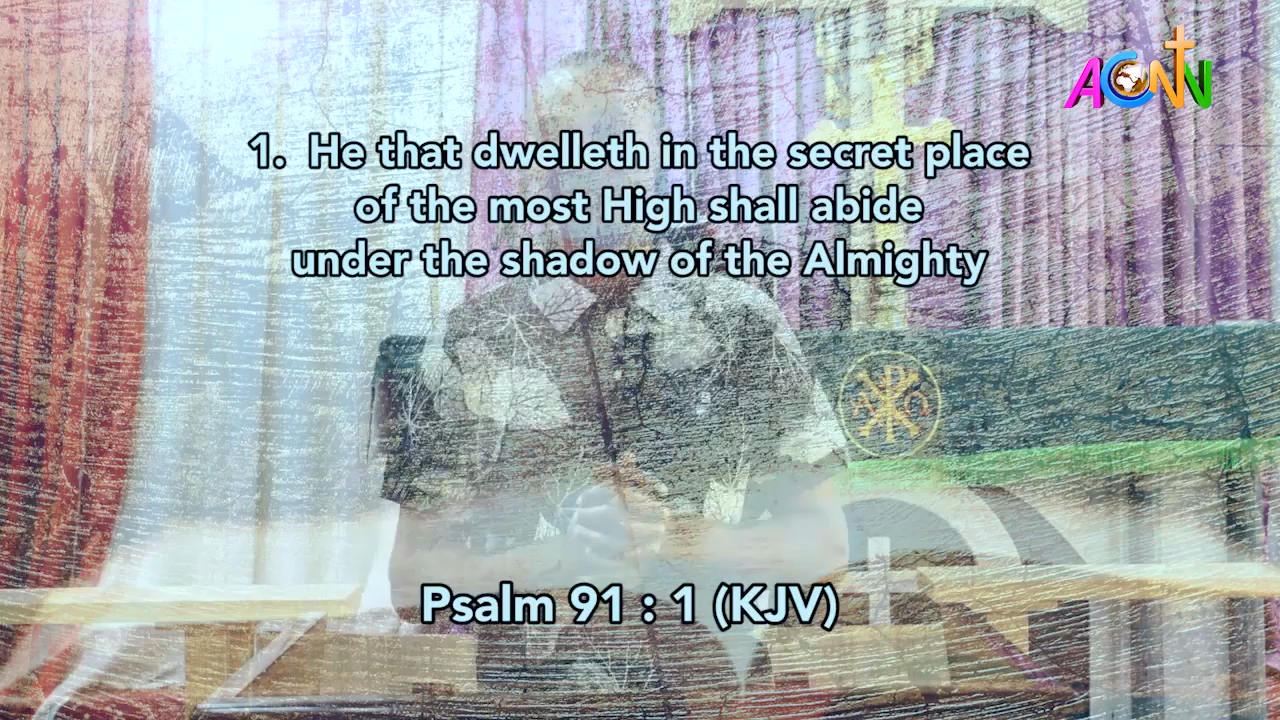 ACNN
1. He that dwelleth in the secret place
of the most High shall abide
under the shadow of the Almighty
Psalm 91 : 1 (KJV)